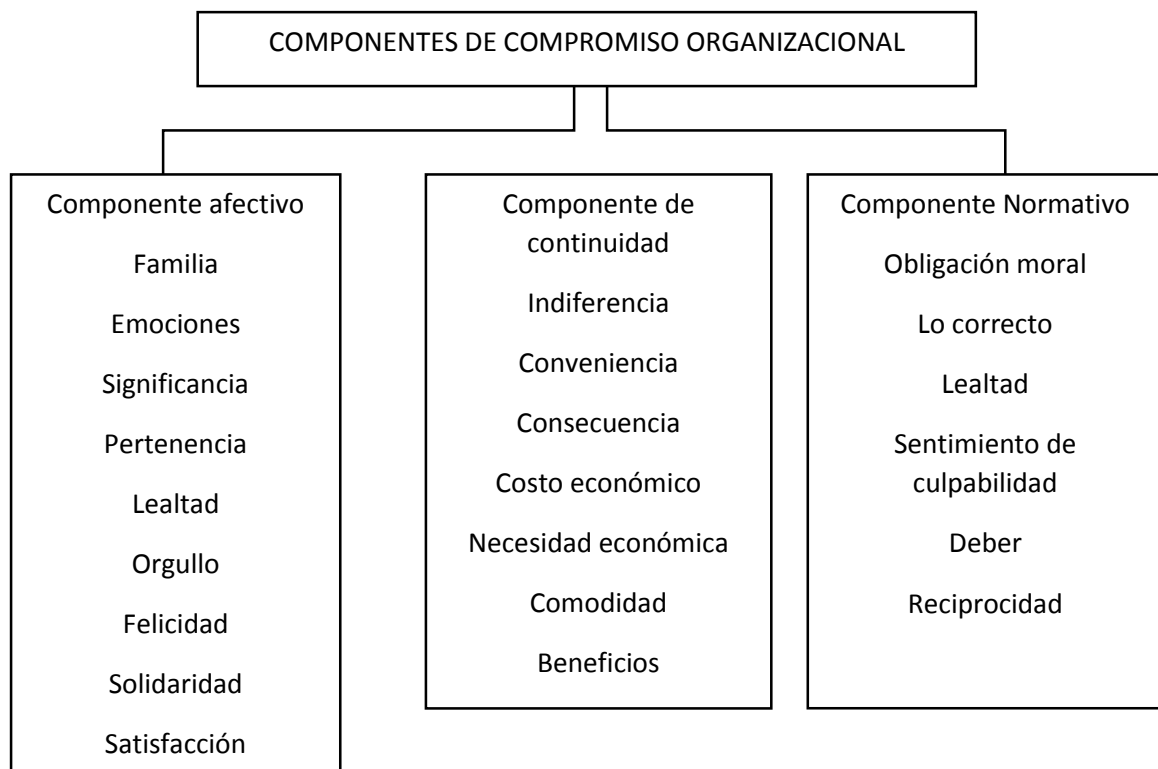 COMPONENTES DE COMPROMISO ORGANIZACIONAL
Componente afectivo
Familia
Emociones
Significancia
Pertenencia
Lealtad
Orgullo
Felicidad
Solidaridad
Satisfacción
Componente de
continuidad
Indiferencia
Conveniencia
Consecuencia
Costo económico
Necesidad económica
Comodidad
Beneficios
Componente Normativo
Obligación moral
Lo correcto
Lealtad
Sentimiento de
culpabilidad
Deber
Reciprocidad